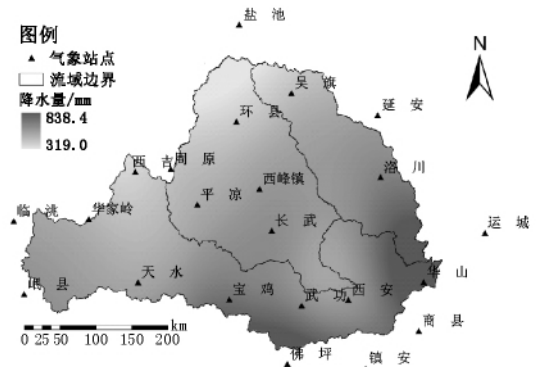 盐 池
图例
气象站点
流域边界
降水量/mm
838.4
319.0
N
吴 旗
延 安
环 县
西 吉
周 原
洛 川
西峰镇
平 凉
临 洮
华家岭
长 武
运 城
岷 县
天 水
宝 鸡
武 功
西 安
华 山
商 县
佛 坪
镇 安
km
0 25 50 100 150 200